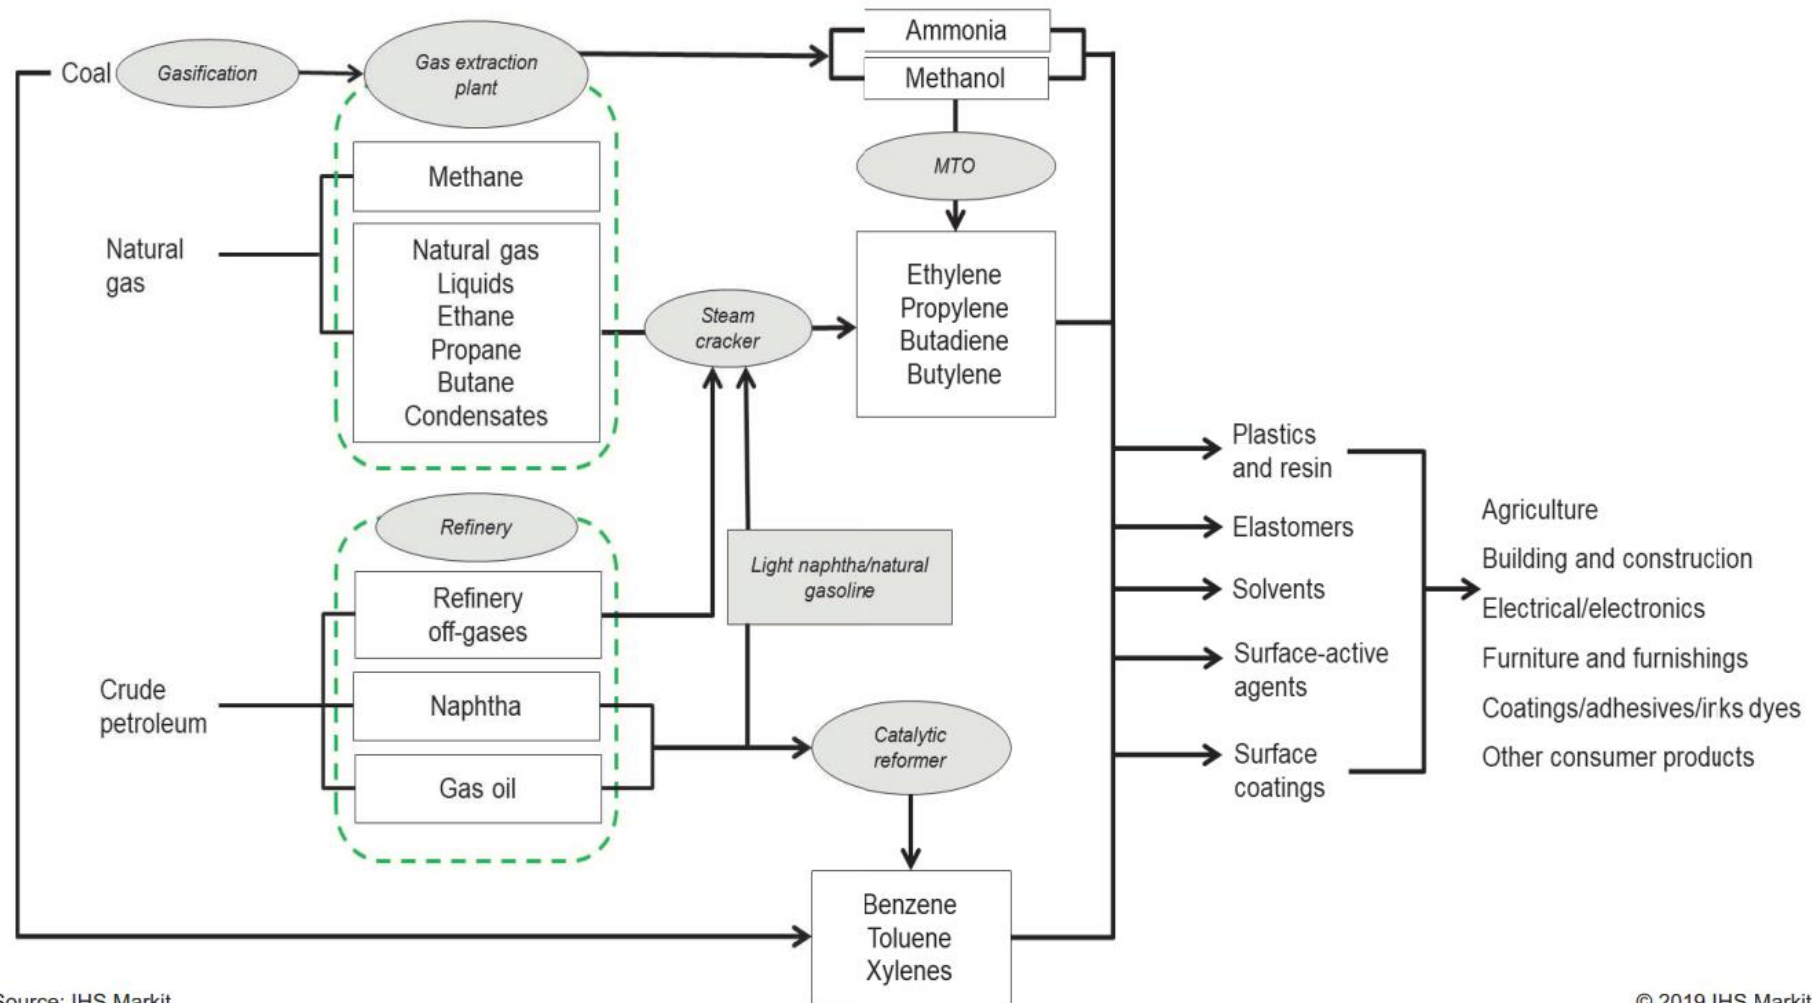 Coal
Gasification
Gas extraction
plant
Ammonia
Methanol
MTO
Natural
gas
Methane
Natural gas
Liquids
Ethane
Propane
Butane
Condensates
Steam
cracker
Ethylene
Propylene
Butadiene
Butylene
Refinery
Refinery
off-gases
Light naphtha/natural
gasoline
Crude
petroleum
Naphtha
Gas oil
Catalytic
reformer
Benzene
Toluene
Xylenes
Plastics
and resin
Elastomers
Solvents
Surface-active
agents
Surface
coatings
Agriculture
Building and construction
Electrical/electronics
Furniture and furnishings
Coatings/adhesives/inks dyes
Other consumer products
Source: IHS Markit
© 2019 IHS Markit